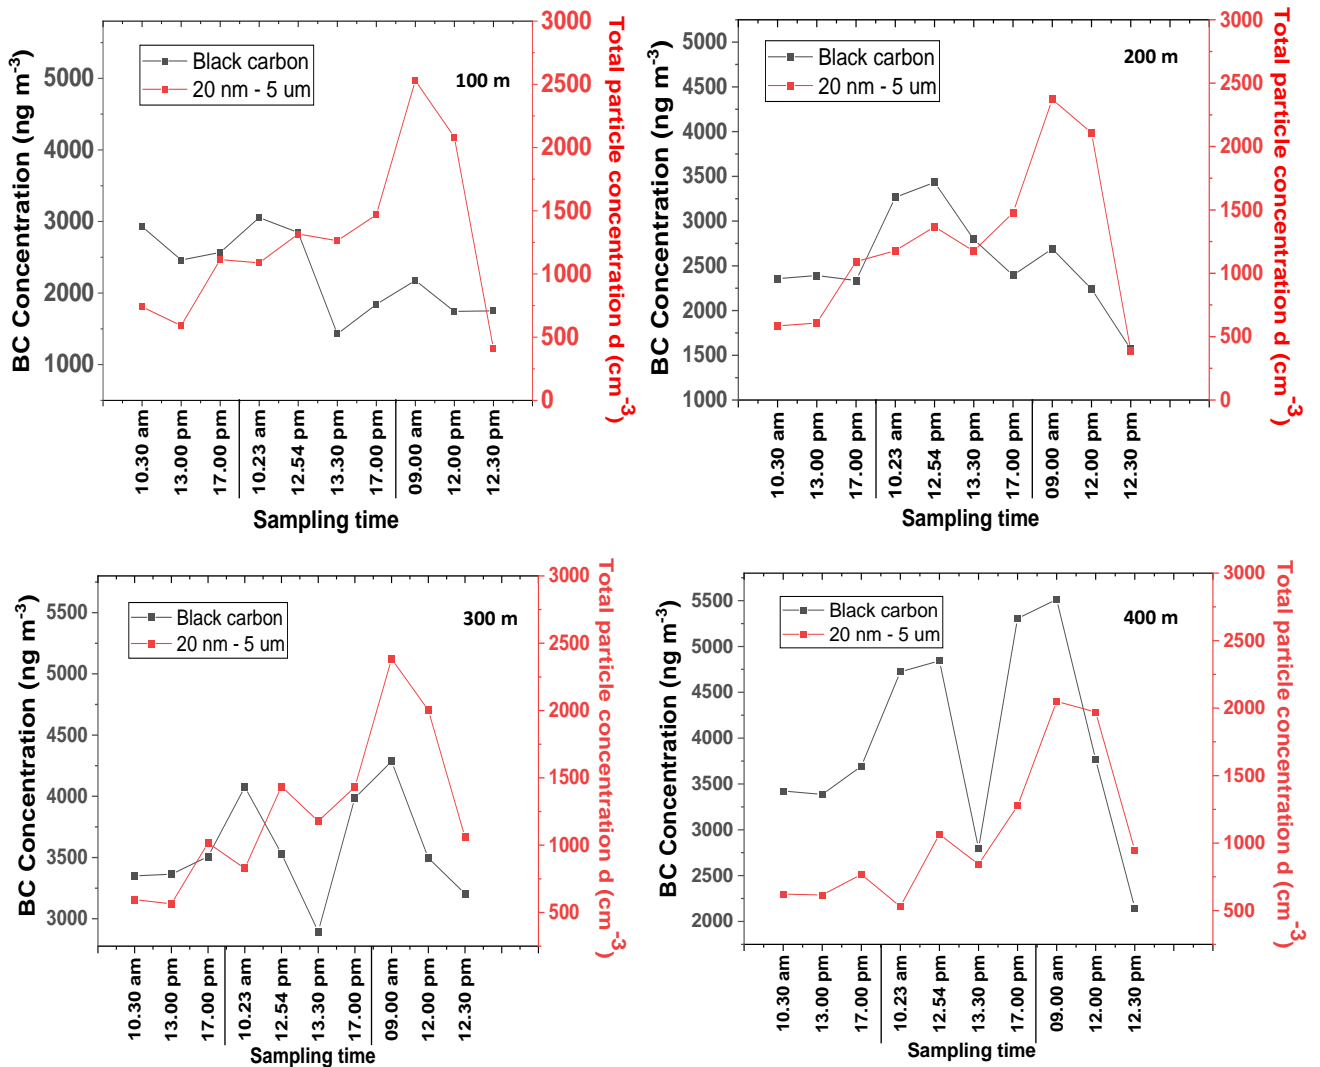 BC Concentration (ng m⁻³)
5000
4000
3000
2000
1000
Black carbon
20 nm - 5 um
100 m
3000
2500
2000
1500
1000
500
0
Total particle concentration d (cm⁻³)
10.30 am
13.00 pm
17.00 pm
10.23 am
12.54 pm
13.30 pm
17.00 pm
09.00 am
12.00 pm
12.30 pm
Sampling time
BC Concentration (ng m⁻³)
5000
4500
4000
3500
3000
2500
2000
1500
1000
Black carbon
20 nm - 5 um
200 m
3000
2500
2000
1500
1000
500
0
Total particle concentration d (cm⁻³)
10.30 am
13.00 pm
17.00 pm
10.23 am
12.54 pm
13.30 pm
17.00 pm
09.00 am
12.00 pm
12.30 pm
Sampling time
BC Concentration (ng m⁻³)
5500
5000
4500
4000
3500
3000
Black carbon
20 nm - 5 um
300 m
3000
2500
2000
1500
1000
500
Total particle concentration d (cm⁻³)
10.30 am
13.00 pm
17.00 pm
10.23 am
12.54 pm
13.30 pm
17.00 pm
09.00 am
12.00 pm
12.30 pm
Sampling time
BC Concentration (ng m⁻³)
5500
5000
4500
4000
3500
3000
2500
2000
Black carbon
20 nm - 5 um
400 m
3000
2500
2000
1500
1000
500
Total particle concentration d (cm⁻³)
10.30 am
13.00 pm
17.00 pm
10.23 am
12.54 pm
13.30 pm
17.00 pm
09.00 am
12.00 pm
12.30 pm
Sampling time